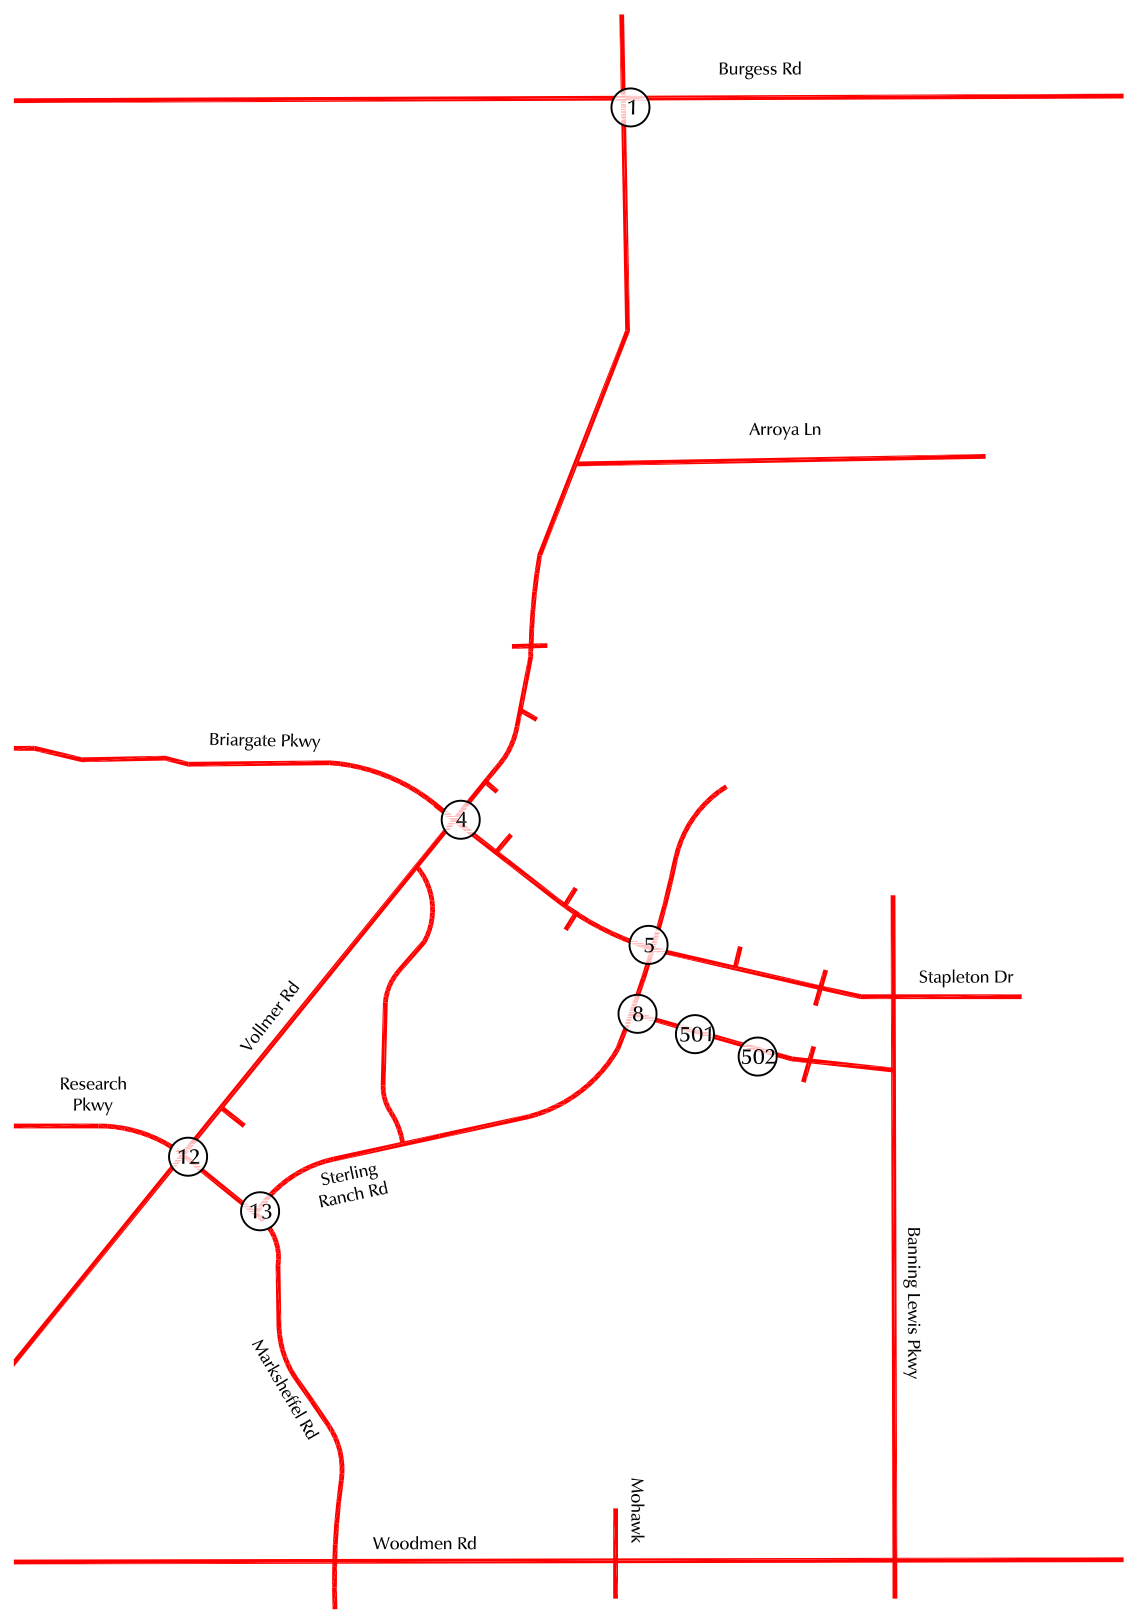 Burgess Rd
1
Arroya Ln
Briargate Pkwy
4
5
Stapleton Dr
Vollmer Rd
8
501
502
Research
Pkwy
12
Sterling
Ranch Rd
13
Banning Lewis Pkwy
Marksheffel Rd
Mohawk
Woodmen Rd